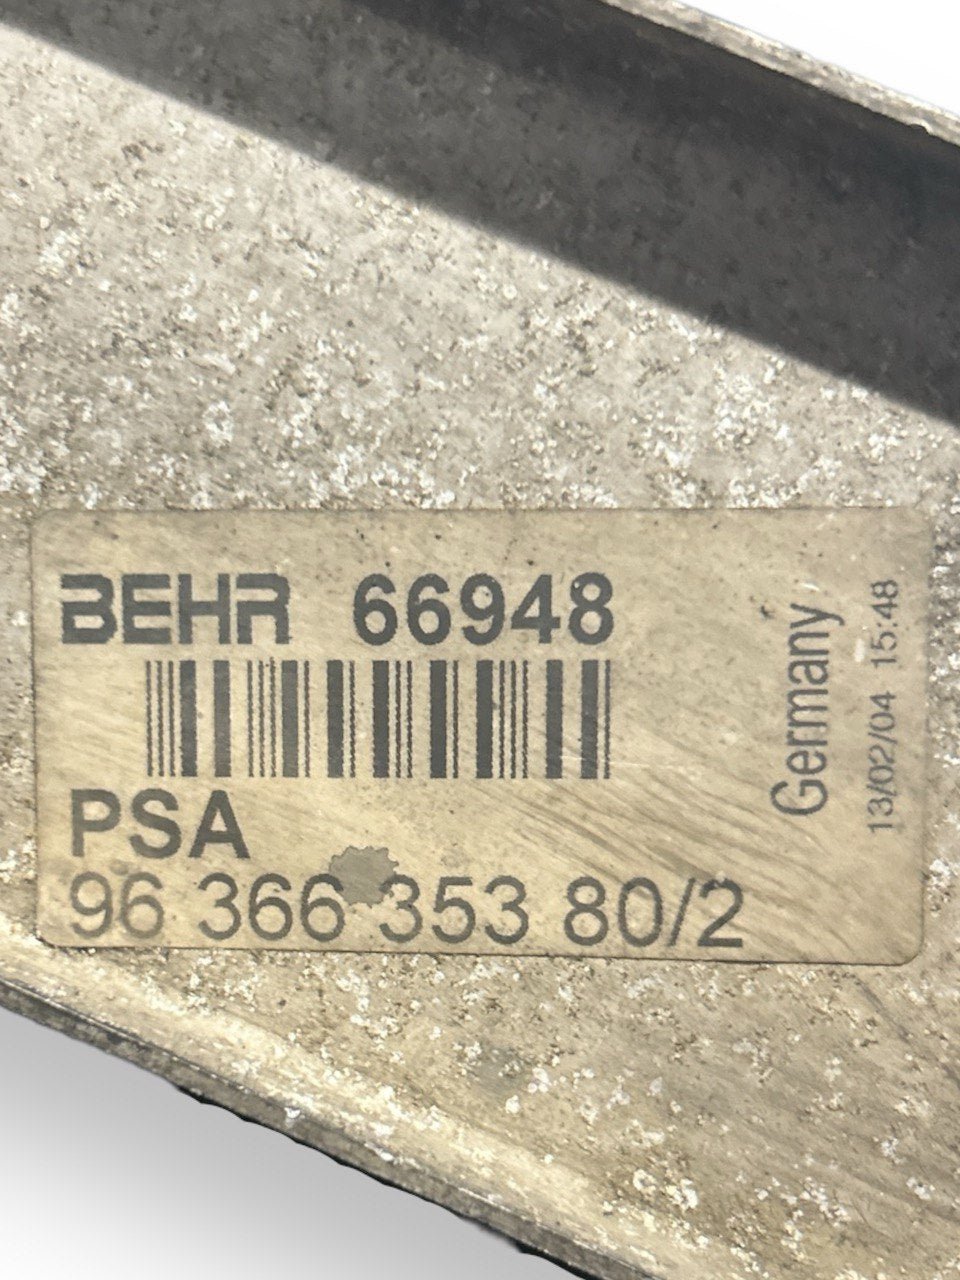 BEHR 66948
PSA
96 366 353 80/2
Germany
13/02/04 15:48